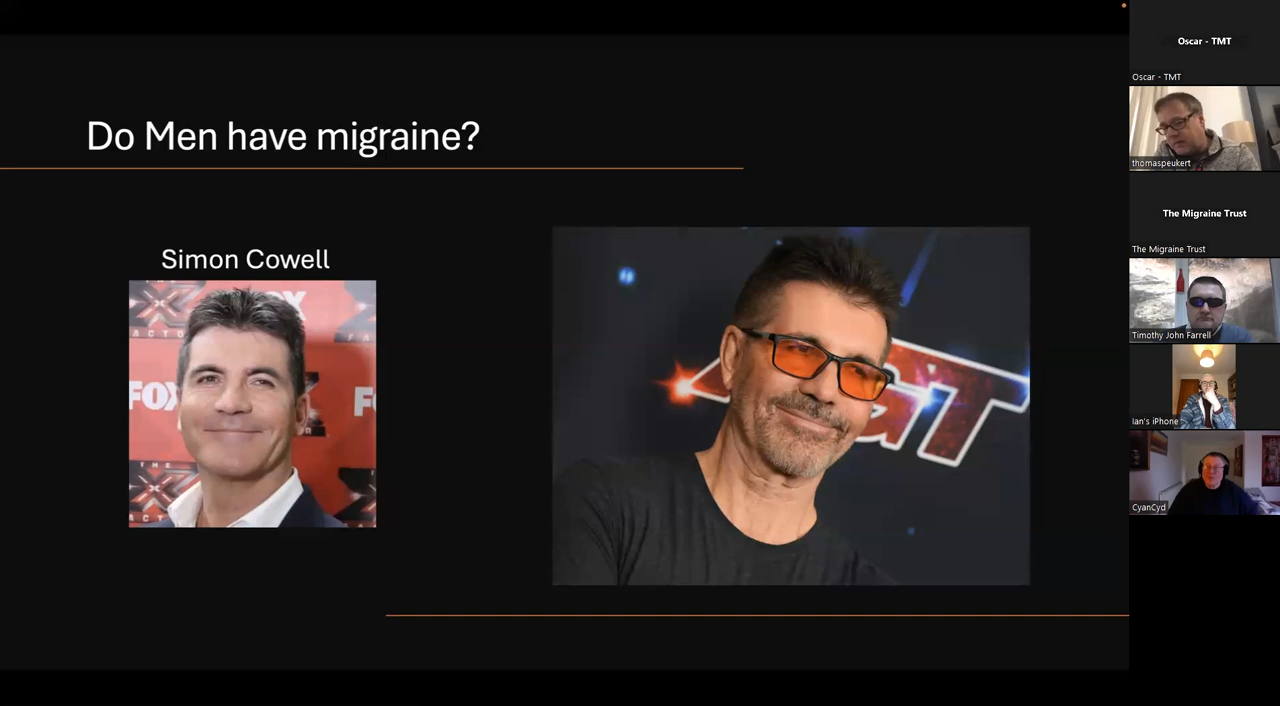 Do Men have migraine?
Simon Cowell
FOX
FOX
AGT
Oscar - TMT
Oscar - TMT
thomaspeukert
The Migraine Trust
The Migraine Trust
Timothy John Farrell
Ian's iPhone
CyanCyd